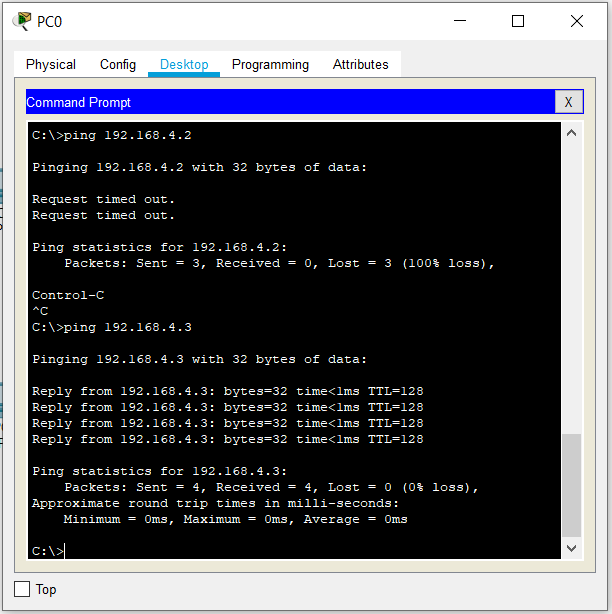 PC0
Physical Config Desktop Programming Attributes
Command Prompt X
C:\>ping 192.168.4.2
Pinging 192.168.4.2 with 32 bytes of data:
Request timed out.
Request timed out.
Ping statistics for 192.168.4.2:
    Packets: Sent = 3, Received = 0, Lost = 3 (100% loss),
Control-C
^C
C:\>ping 192.168.4.3
Pinging 192.168.4.3 with 32 bytes of data:
Reply from 192.168.4.3: bytes=32 time<1ms TTL=128
Reply from 192.168.4.3: bytes=32 time<1ms TTL=128
Reply from 192.168.4.3: bytes=32 time<1ms TTL=128
Reply from 192.168.4.3: bytes=32 time<1ms TTL=128
Ping statistics for 192.168.4.3:
    Packets: Sent = 4, Received = 4, Lost = 0 (0% loss),
Approximate round trip times in milli-seconds:
    Minimum = 0ms, Maximum = 0ms, Average = 0ms
C:\>
Top